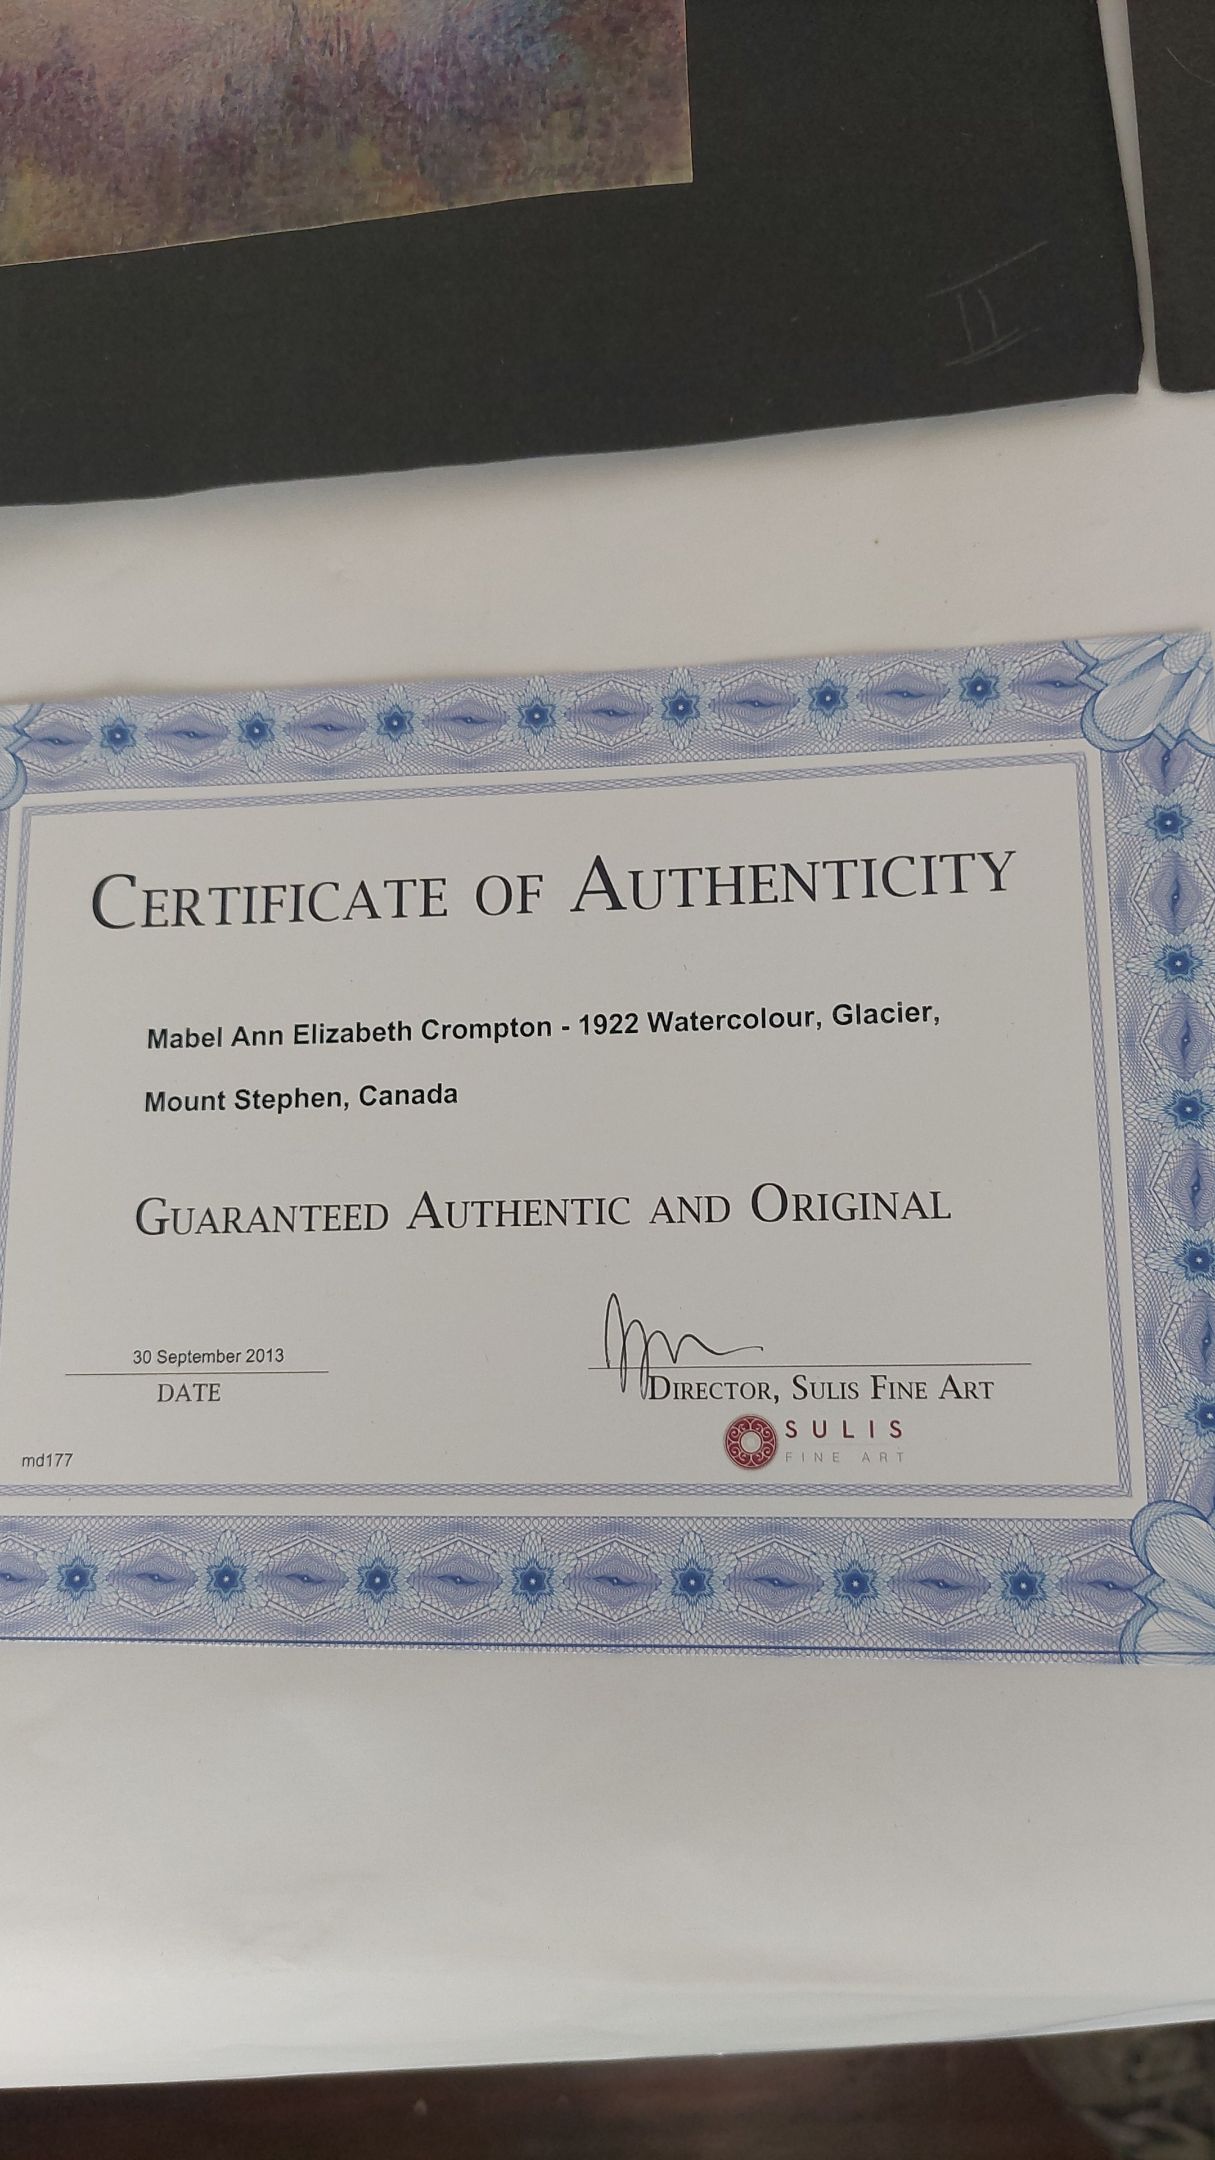 II
CERTIFICATE OF AUTHENTICITY
Mabel Ann Elizabeth Crompton - 1922 Watercolour, Glacier,
Mount Stephen, Canada
GUARANTEED AUTHENTIC AND ORIGINAL
30 September 2013
DATE
DIRECTOR, SULIS FINE ART
SULIS
FINE ART
md177